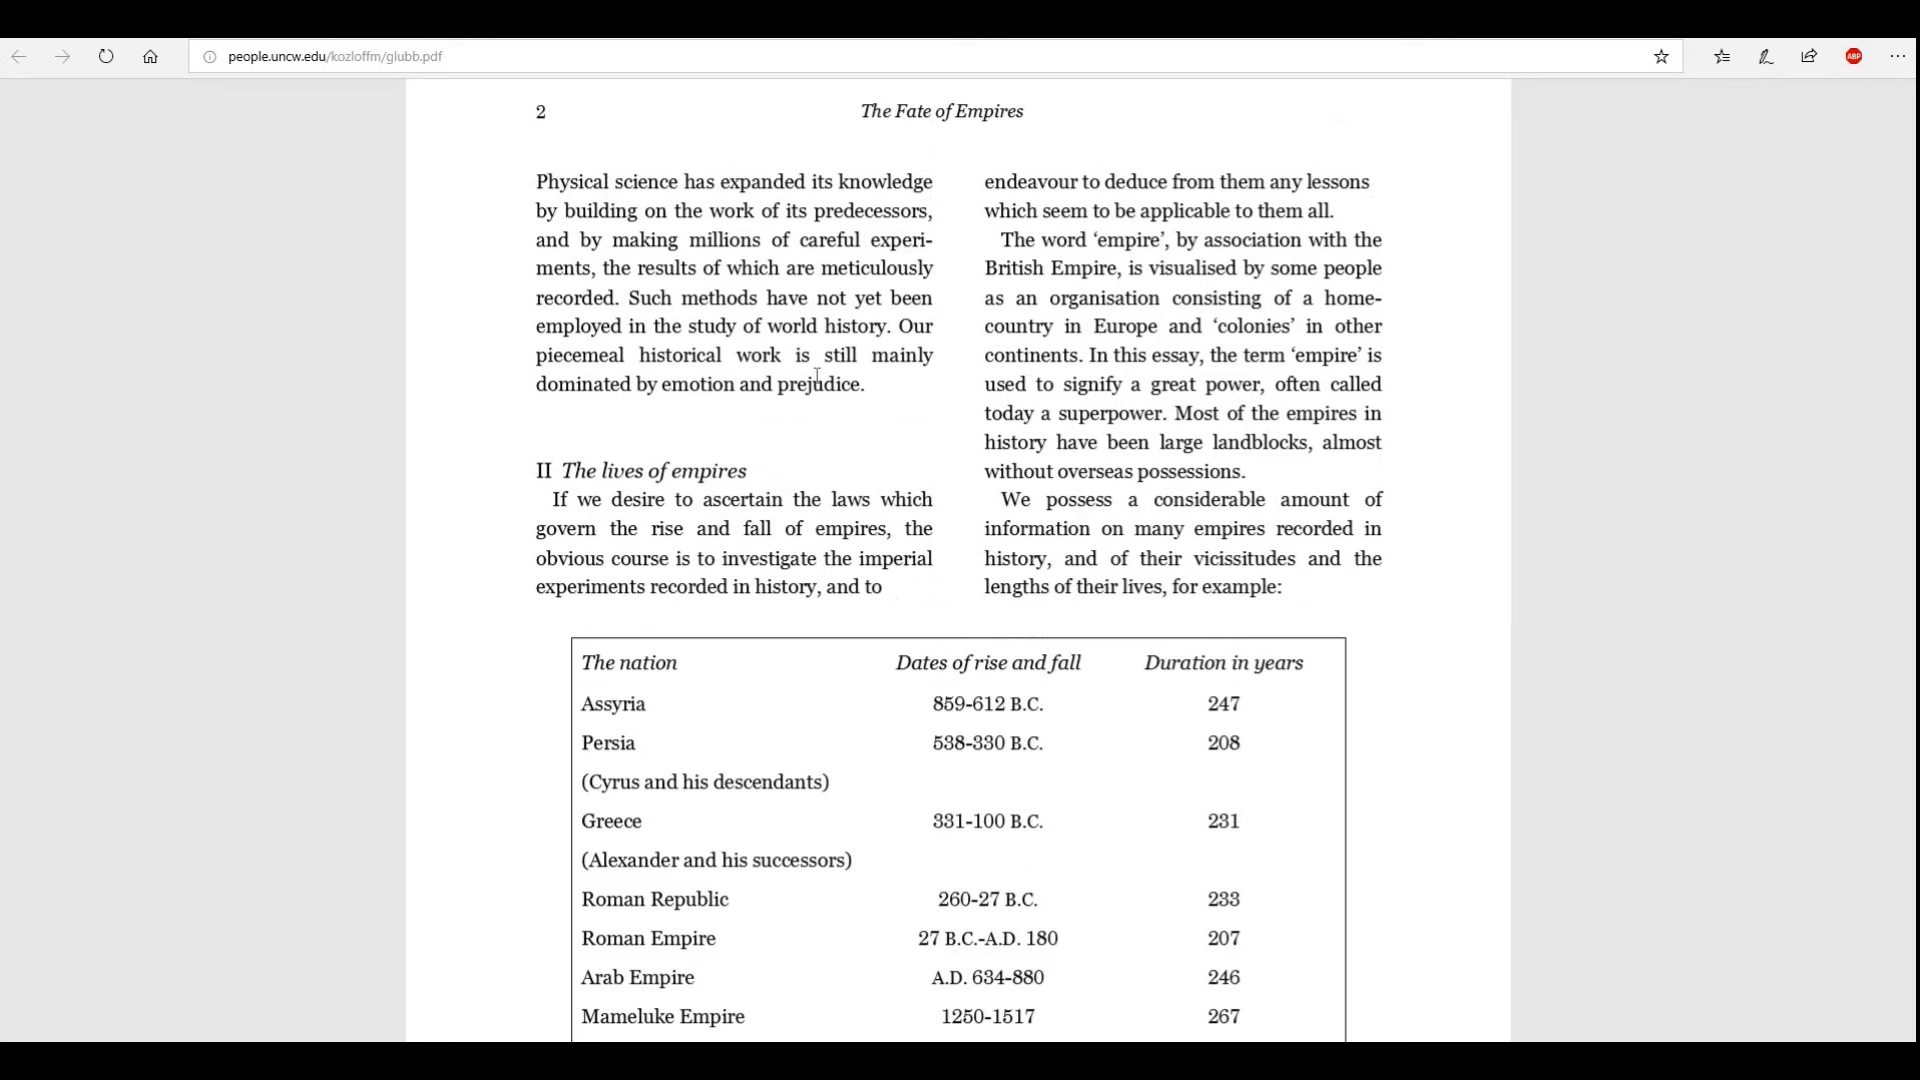 people.uncw.edu/kozloffm/glubb.pdf
ABP
2
The Fate of Empires
Physical science has expanded its knowledge
by building on the work of its predecessors,
and by making millions of careful experi-
ments, the results of which are meticulously
recorded. Such methods have not yet been
employed in the study of world history. Our
piecemeal historical work is still mainly
dominated by emotion and prejudice.
II The lives of empires
If we desire to ascertain the laws which
govern the rise and fall of empires, the
obvious course is to investigate the imperial
experiments recorded in history, and to
endeavour to deduce from them any lessons
which seem to be applicable to them all.
The word ‘empire’, by association with the
British Empire, is visualised by some people
as an organisation consisting of a home-
country in Europe and ‘colonies’ in other
continents. In this essay, the term ‘empire’ is
used to signify a great power, often called
today a superpower. Most of the empires in
history have been large landblocks, almost
without overseas possessions.
We possess a considerable amount of
information on many empires recorded in
history, and of their vicissitudes and the
lengths of their lives, for example:
The nation Dates of rise and fall Duration in years
Assyria 859-612 B.C. 247
Persia 538-330 B.C. 208
(Cyrus and his descendants)
Greece 331-100 B.C. 231
(Alexander and his successors)
Roman Republic 260-27 B.C. 233
Roman Empire 27 B.C.-A.D. 180 207
Arab Empire A.D. 634-880 246
Mameluke Empire 1250-1517 267